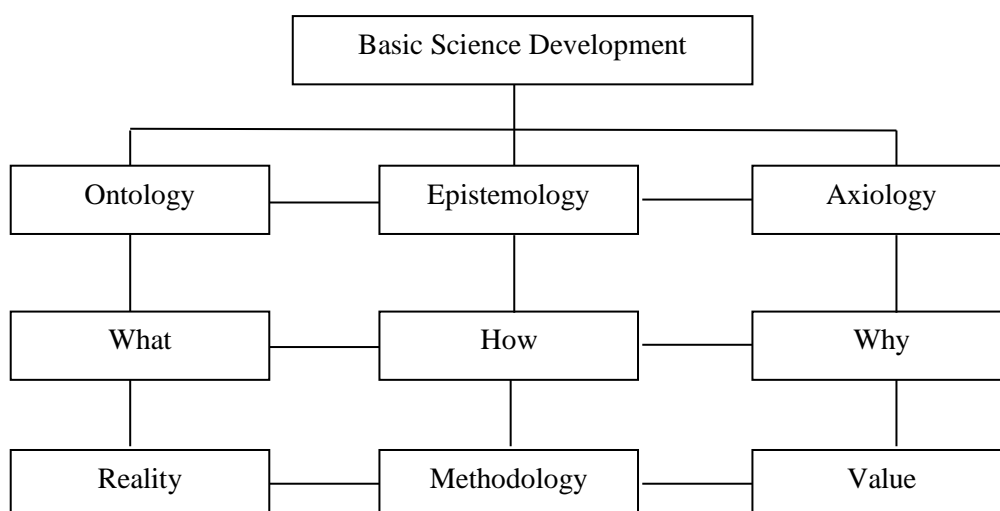 Basic Science Development
Ontology
Epistemology
Axiology
What
How
Why
Reality
Methodology
Value